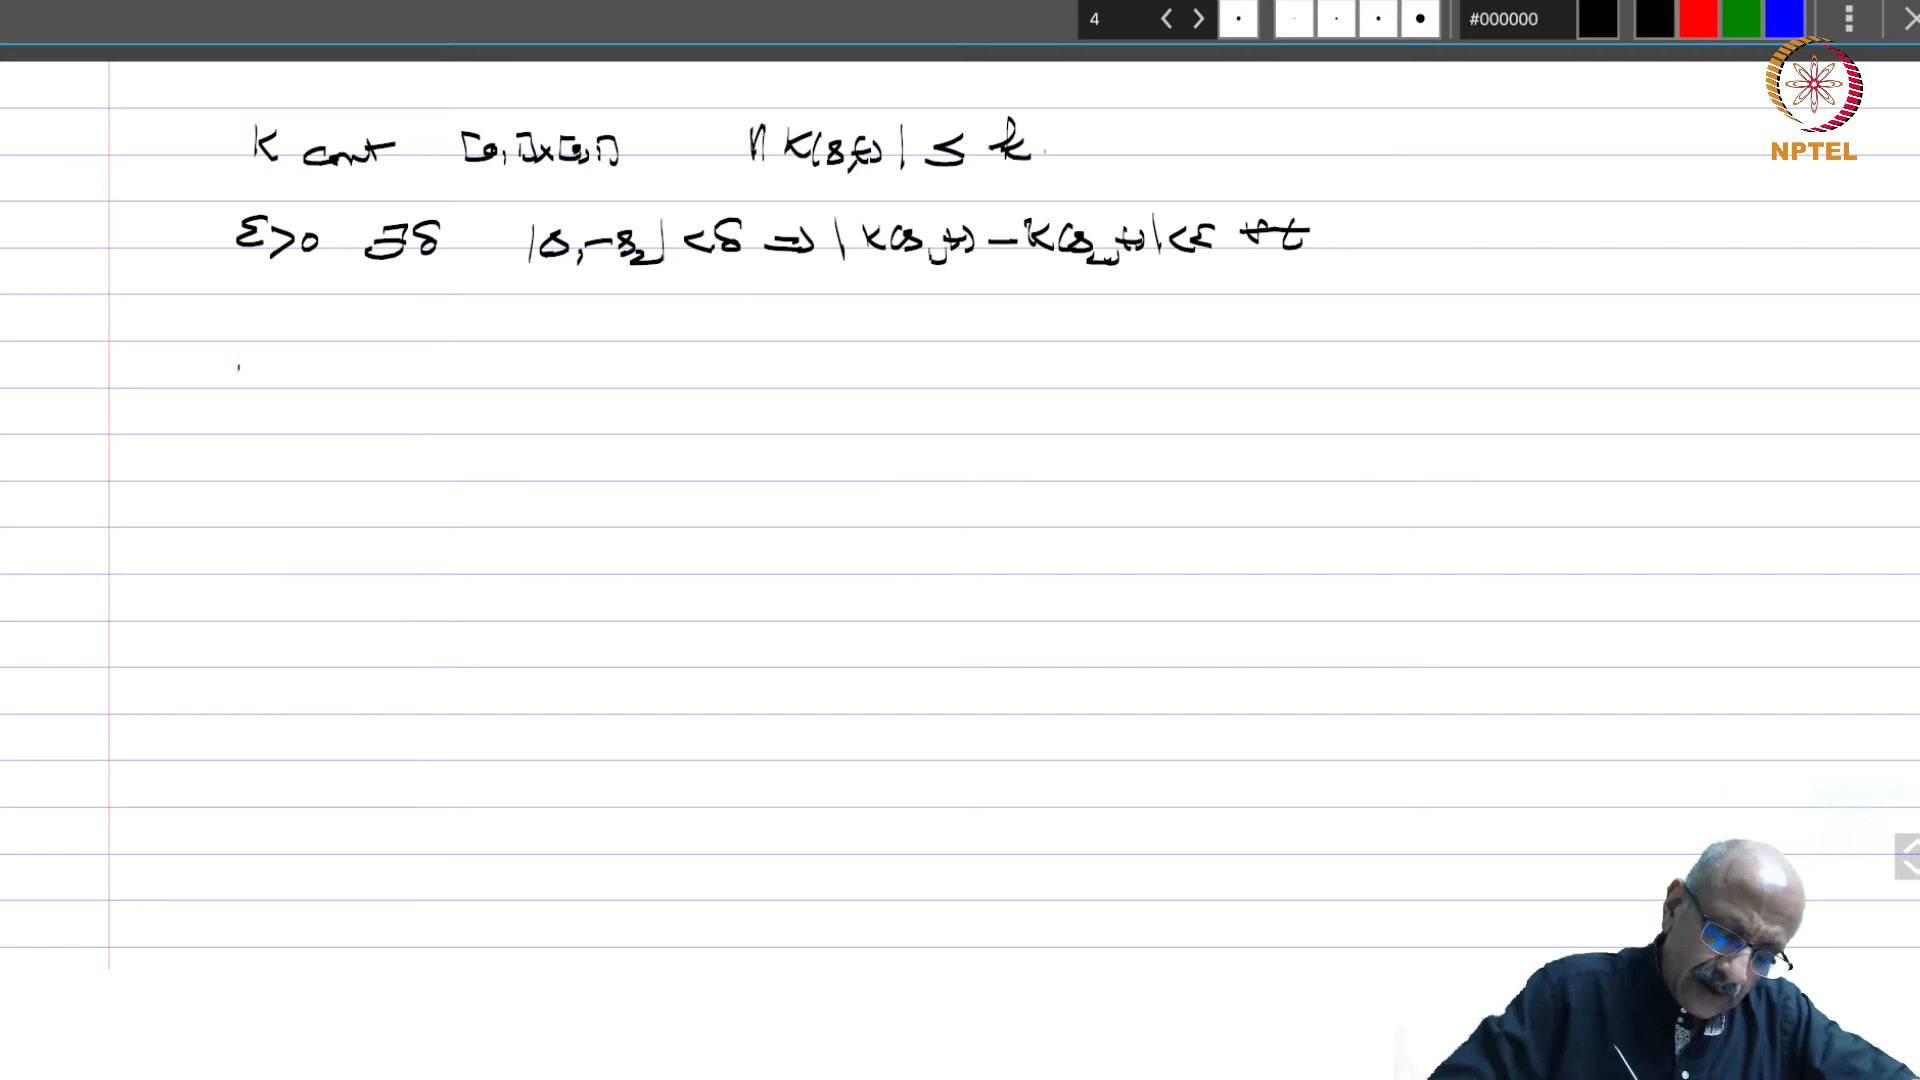 4 #000000
NPTEL
K cont [0,1]x[0,1] |K(s,t)| ≤ k.
ε>0 ∃δ |s₁-s₂| <δ ⇒ |K(s₁,t) - K(s₂,t)|<ε ∀t